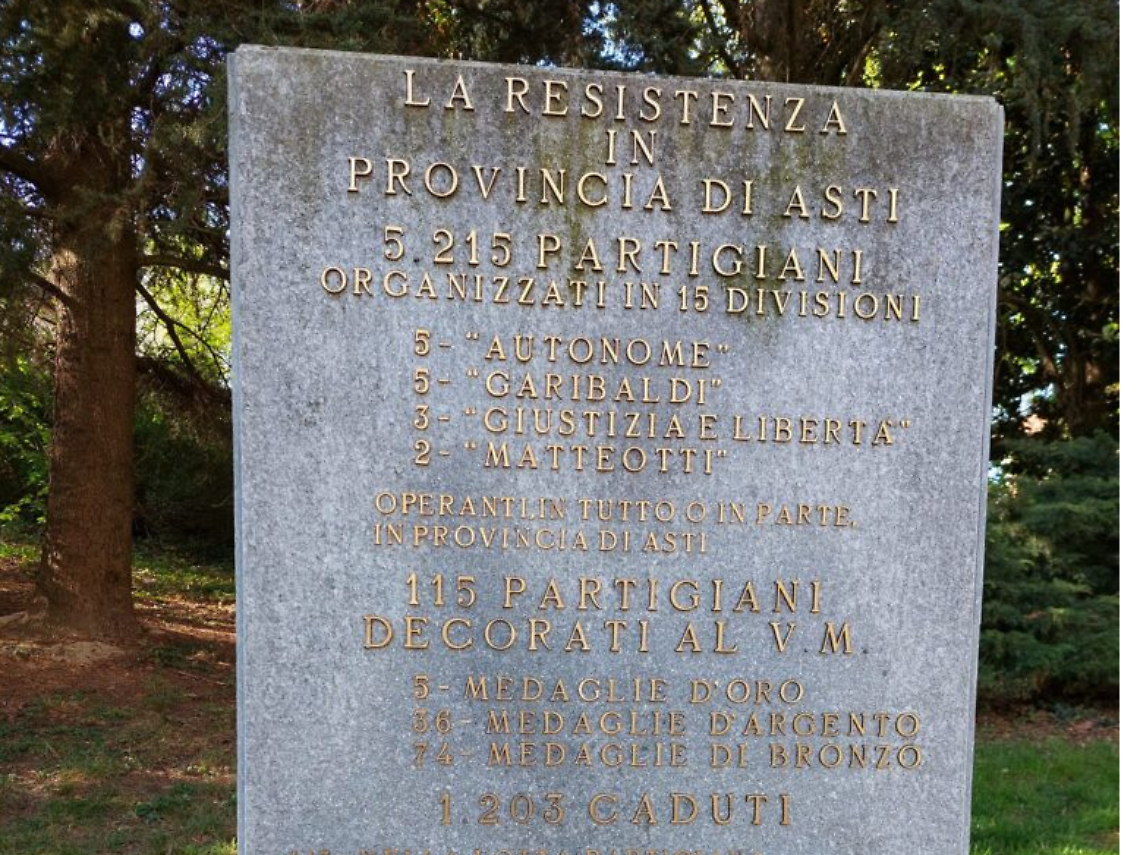 LA RESISTENZA
IN
PROVINCIA DI ASTI
5.215 PARTIGIANI
ORGANIZZATI IN 15 DIVISIONI
5- "AUTONOME"
5- "GARIBALDI"
3- "GIUSTIZIA E LIBERTÁ"
2- "MATTEOTTI"
OPERANTI,IN TUTTO O IN PARTE,
IN PROVINCIA DI ASTI
115 PARTIGIANI
DECORATI AL V.M.
5- MEDAGLIE D'ORO
36- MEDAGLIE D'ARGENTO
74- MEDAGLIE DI BRONZO
1.203 CADUTI